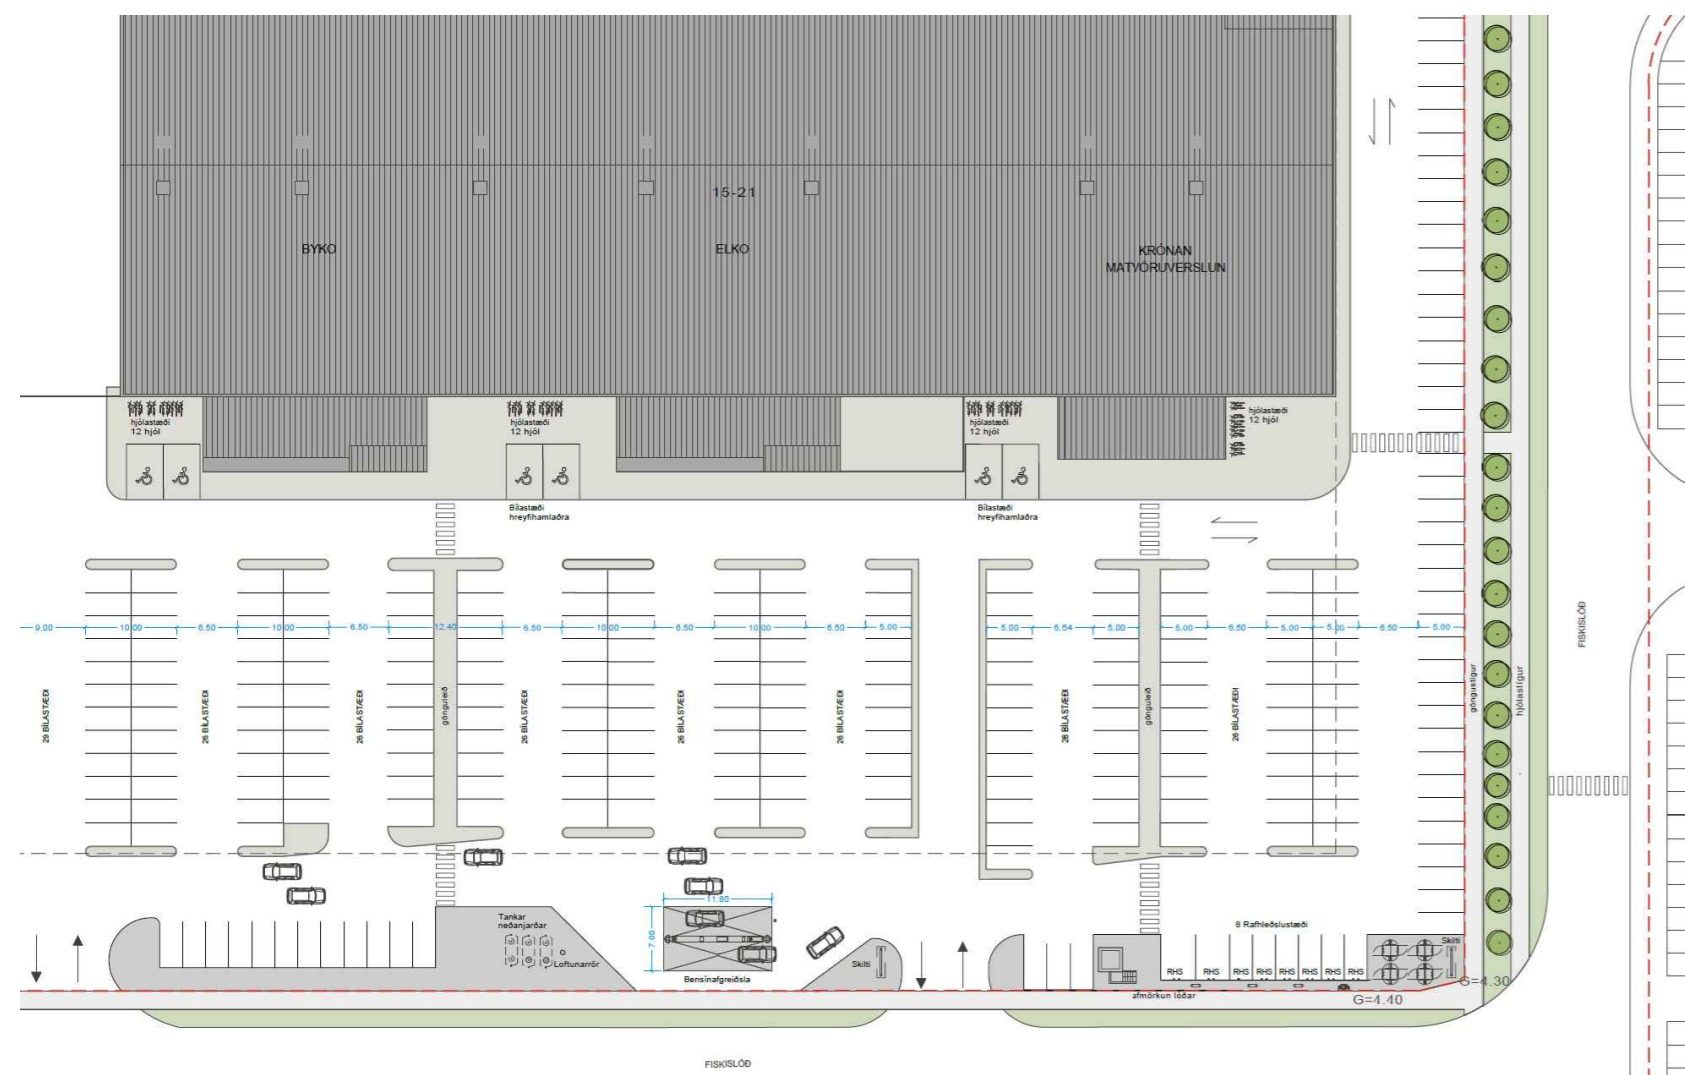 15-21
BYKO
ELKO
KRÓNAN
MATVÖRUVERSLUN
hjólastæði
12 hjól
hjólastæði
12 hjól
hjólastæði
12 hjól
hjólastæði
12 hjól
Bílastæði
hreyfihamlaðra
Bílastæði
hreyfihamlaðra
9.00
10.00
6.50
10.00
6.50
12.40
6.50
10.00
6.50
10.00
6.50
5.00
5.00
6.54
5.00
5.00
6.50
5.00
5.00
6.50
5.00
29 BÍLASTÆÐI
26 BÍLASTÆÐI
26 BÍLASTÆÐI
gönguleið
26 BÍLASTÆÐI
26 BÍLASTÆÐI
26 BÍLASTÆÐI
26 BÍLASTÆÐI
gönguleið
26 BÍLASTÆÐI
göngustígur
hjólastígur
FISKISLÓÐ
Tankar
neðanjarðar
Loftunarrör
11.60
7.00
Bensínafgreiðsla
Skilti
8 Rafhleðslustæði
RHS
RHS
RHS
RHS
RHS
RHS
RHS
Skilti
afmörkun lóðar
G=4.40
G=4.30
FISKISLÓÐ